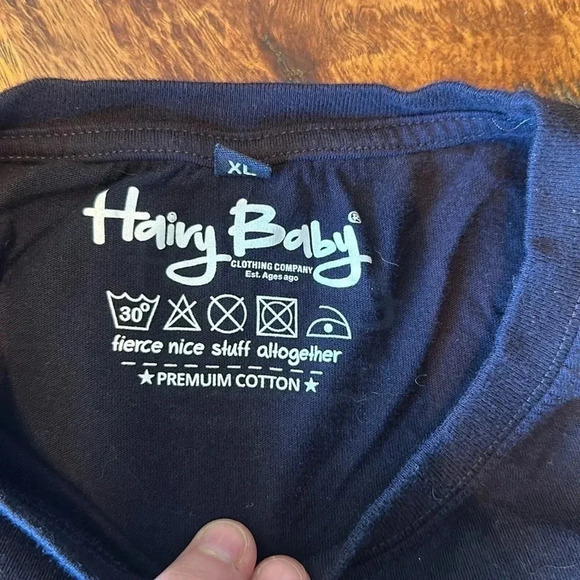 XL
Hairy Baby®
CLOTHING COMPANY
Est. Ages ago
30°
fierce nice stuff altogether
★ PREMUIM COTTON ★